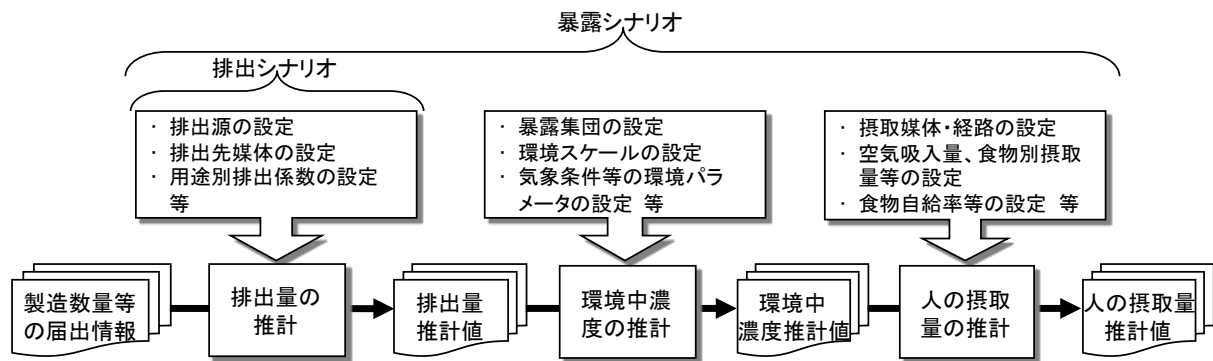 暴露シナリオ
排出シナリオ
・ 排出源の設定
・ 排出先媒体の設定
・ 用途別排出係数の設定
等
・ 暴露集団の設定
・ 環境スケールの設定
・ 気象条件等の環境パラ
メータの設定 等
・ 摂取媒体・経路の設定
・ 空気吸入量、食物別摂取
量等の設定
・ 食物自給率等の設定 等
製造数量等
の届出情報
排出量の
推計
排出量
推計値
環境中濃
度の推計
環境中
濃度推計値
人の摂取
量の推計
人の摂取量
推計値